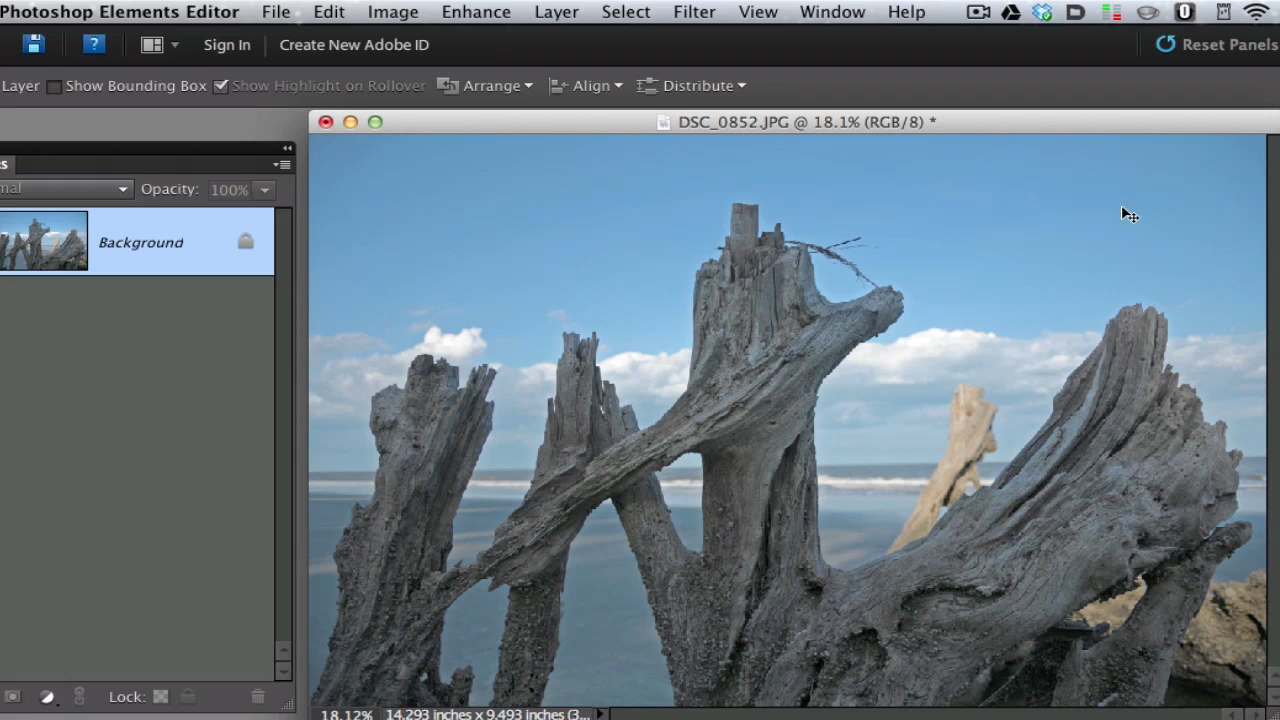 Photoshop Elements Editor File Edit Image Enhance Layer Select Filter View Window Help
? Sign In Create New Adobe ID Reset Panels
Layer Show Bounding Box Show Highlight on Rollover Arrange Align Distribute
DSC_0852.JPG @ 18.1% (RGB/8) *
Opacity: 100%
Background
Lock:
18.12% 14.293 inches x 9.493 inches (3...